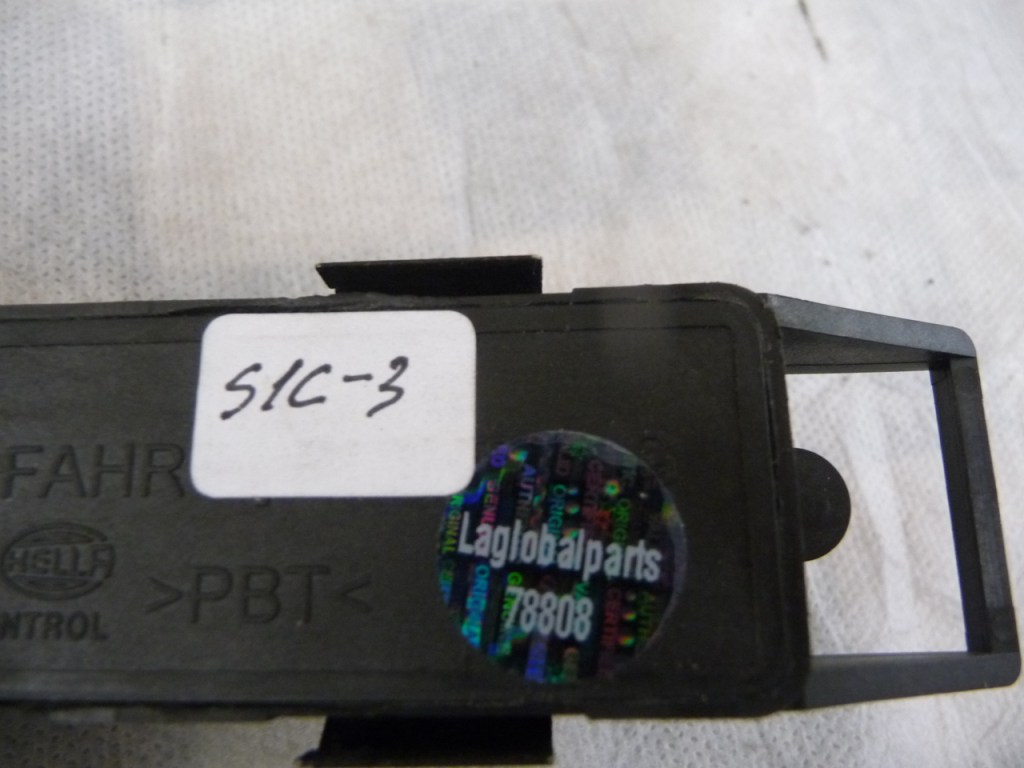 S1C-3
FAHR
HELLA
NTROL
>PBT<
Laglobalparts
78808